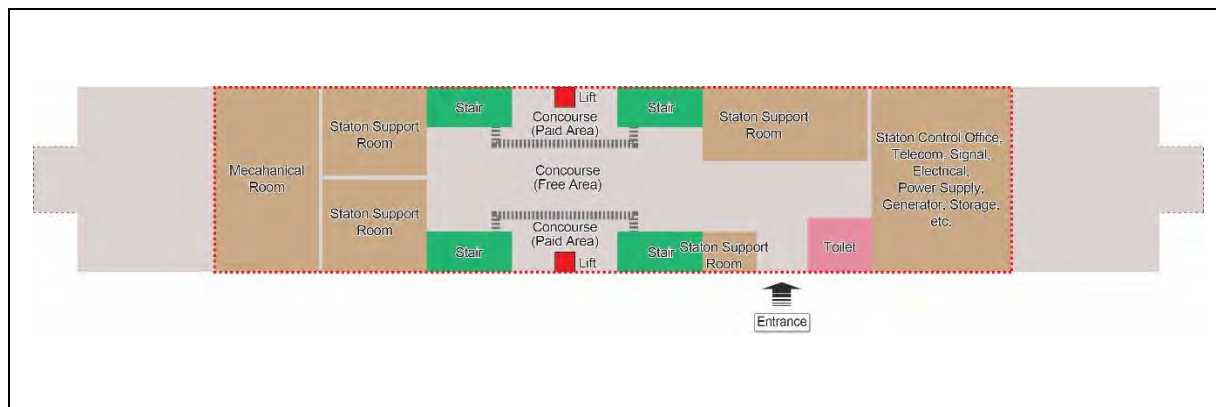 Stair
Lift
Stair
Concourse
(Paid Area)
Staton Support
Room
Staton Support
Room
Staton Control Office,
Telecom, Signal,
Electrical,
Power Supply,
Generator, Storage,
etc.
Mecahanical
Room
Concourse
(Free Area)
Staton Support
Room
Concourse
(Paid Area)
Stair
Lift
Stair
Staton Support
Room
Toilet
Entrance